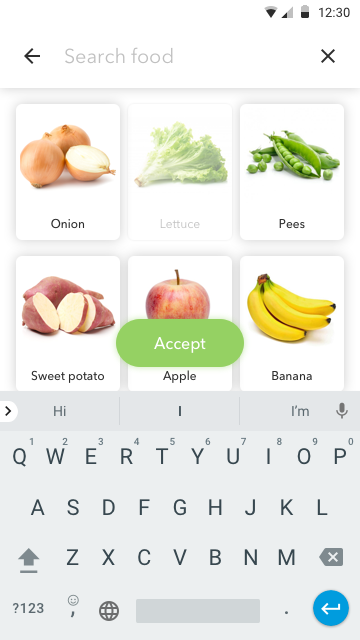 12:30
Search food
Onion Lettuce Pees
Accept
Sweet potato Apple Banana
Hi I I'm
1 2 3 4 5 6 7 8 9 0
Q W E R T Y U I O P
A S D F G H J K L
Z X C V B N M
?123 , .